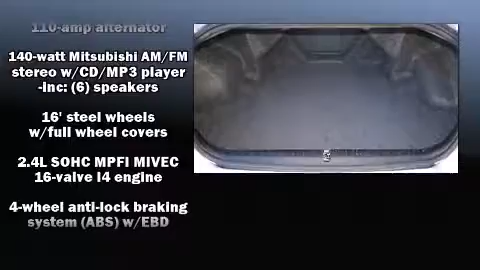 110-amp alternator
140-watt Mitsubishi AM/FM
stereo w/CD/MP3 player
-Inc: (6) speakers
16' steel wheels
w/full wheel covers
2.4L SOHC MPFI MIVEC
16-valve I4 engine
4-wheel anti-lock braking
system (ABS) w/EBD